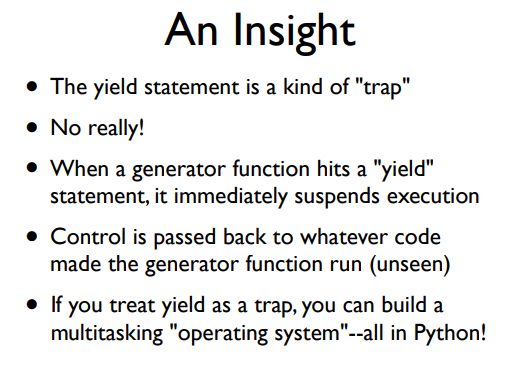 An Insight
• The yield statement is a kind of "trap"
• No really!
• When a generator function hits a "yield"
statement, it immediately suspends execution
• Control is passed back to whatever code
made the generator function run (unseen)
• If you treat yield as a trap, you can build a
multitasking "operating system"--all in Python!